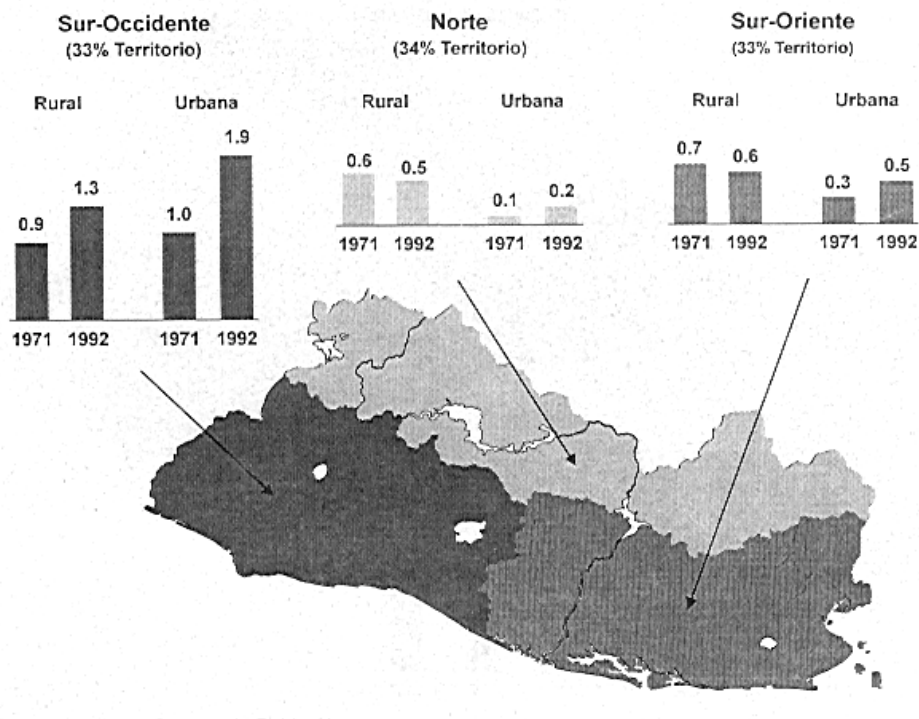 Sur-Occidente
(33% Territorio)
Rural Urbana
0.9 1.3 1.0 1.9
1971 1992 1971 1992
Norte
(34% Territorio)
Rural Urbana
0.6 0.5 0.1 0.2
1971 1992 1971 1992
Sur-Oriente
(33% Territorio)
Rural Urbana
0.7 0.6 0.3 0.5
1971 1992 1971 1992